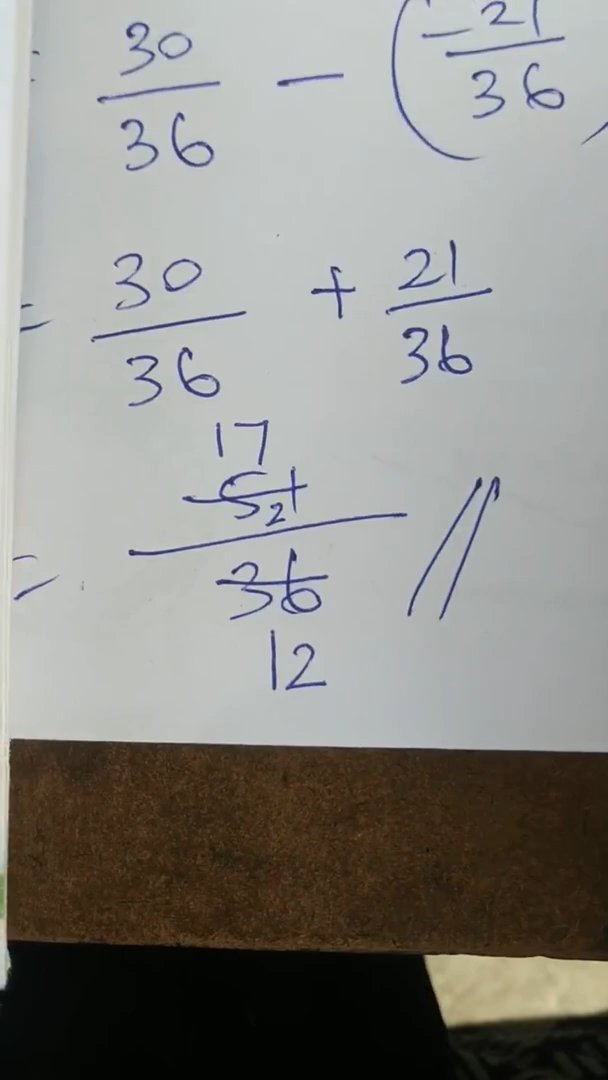 = 30/36 - (-21/36)
= 30/36 + 21/36
17
= 51/36 //
12